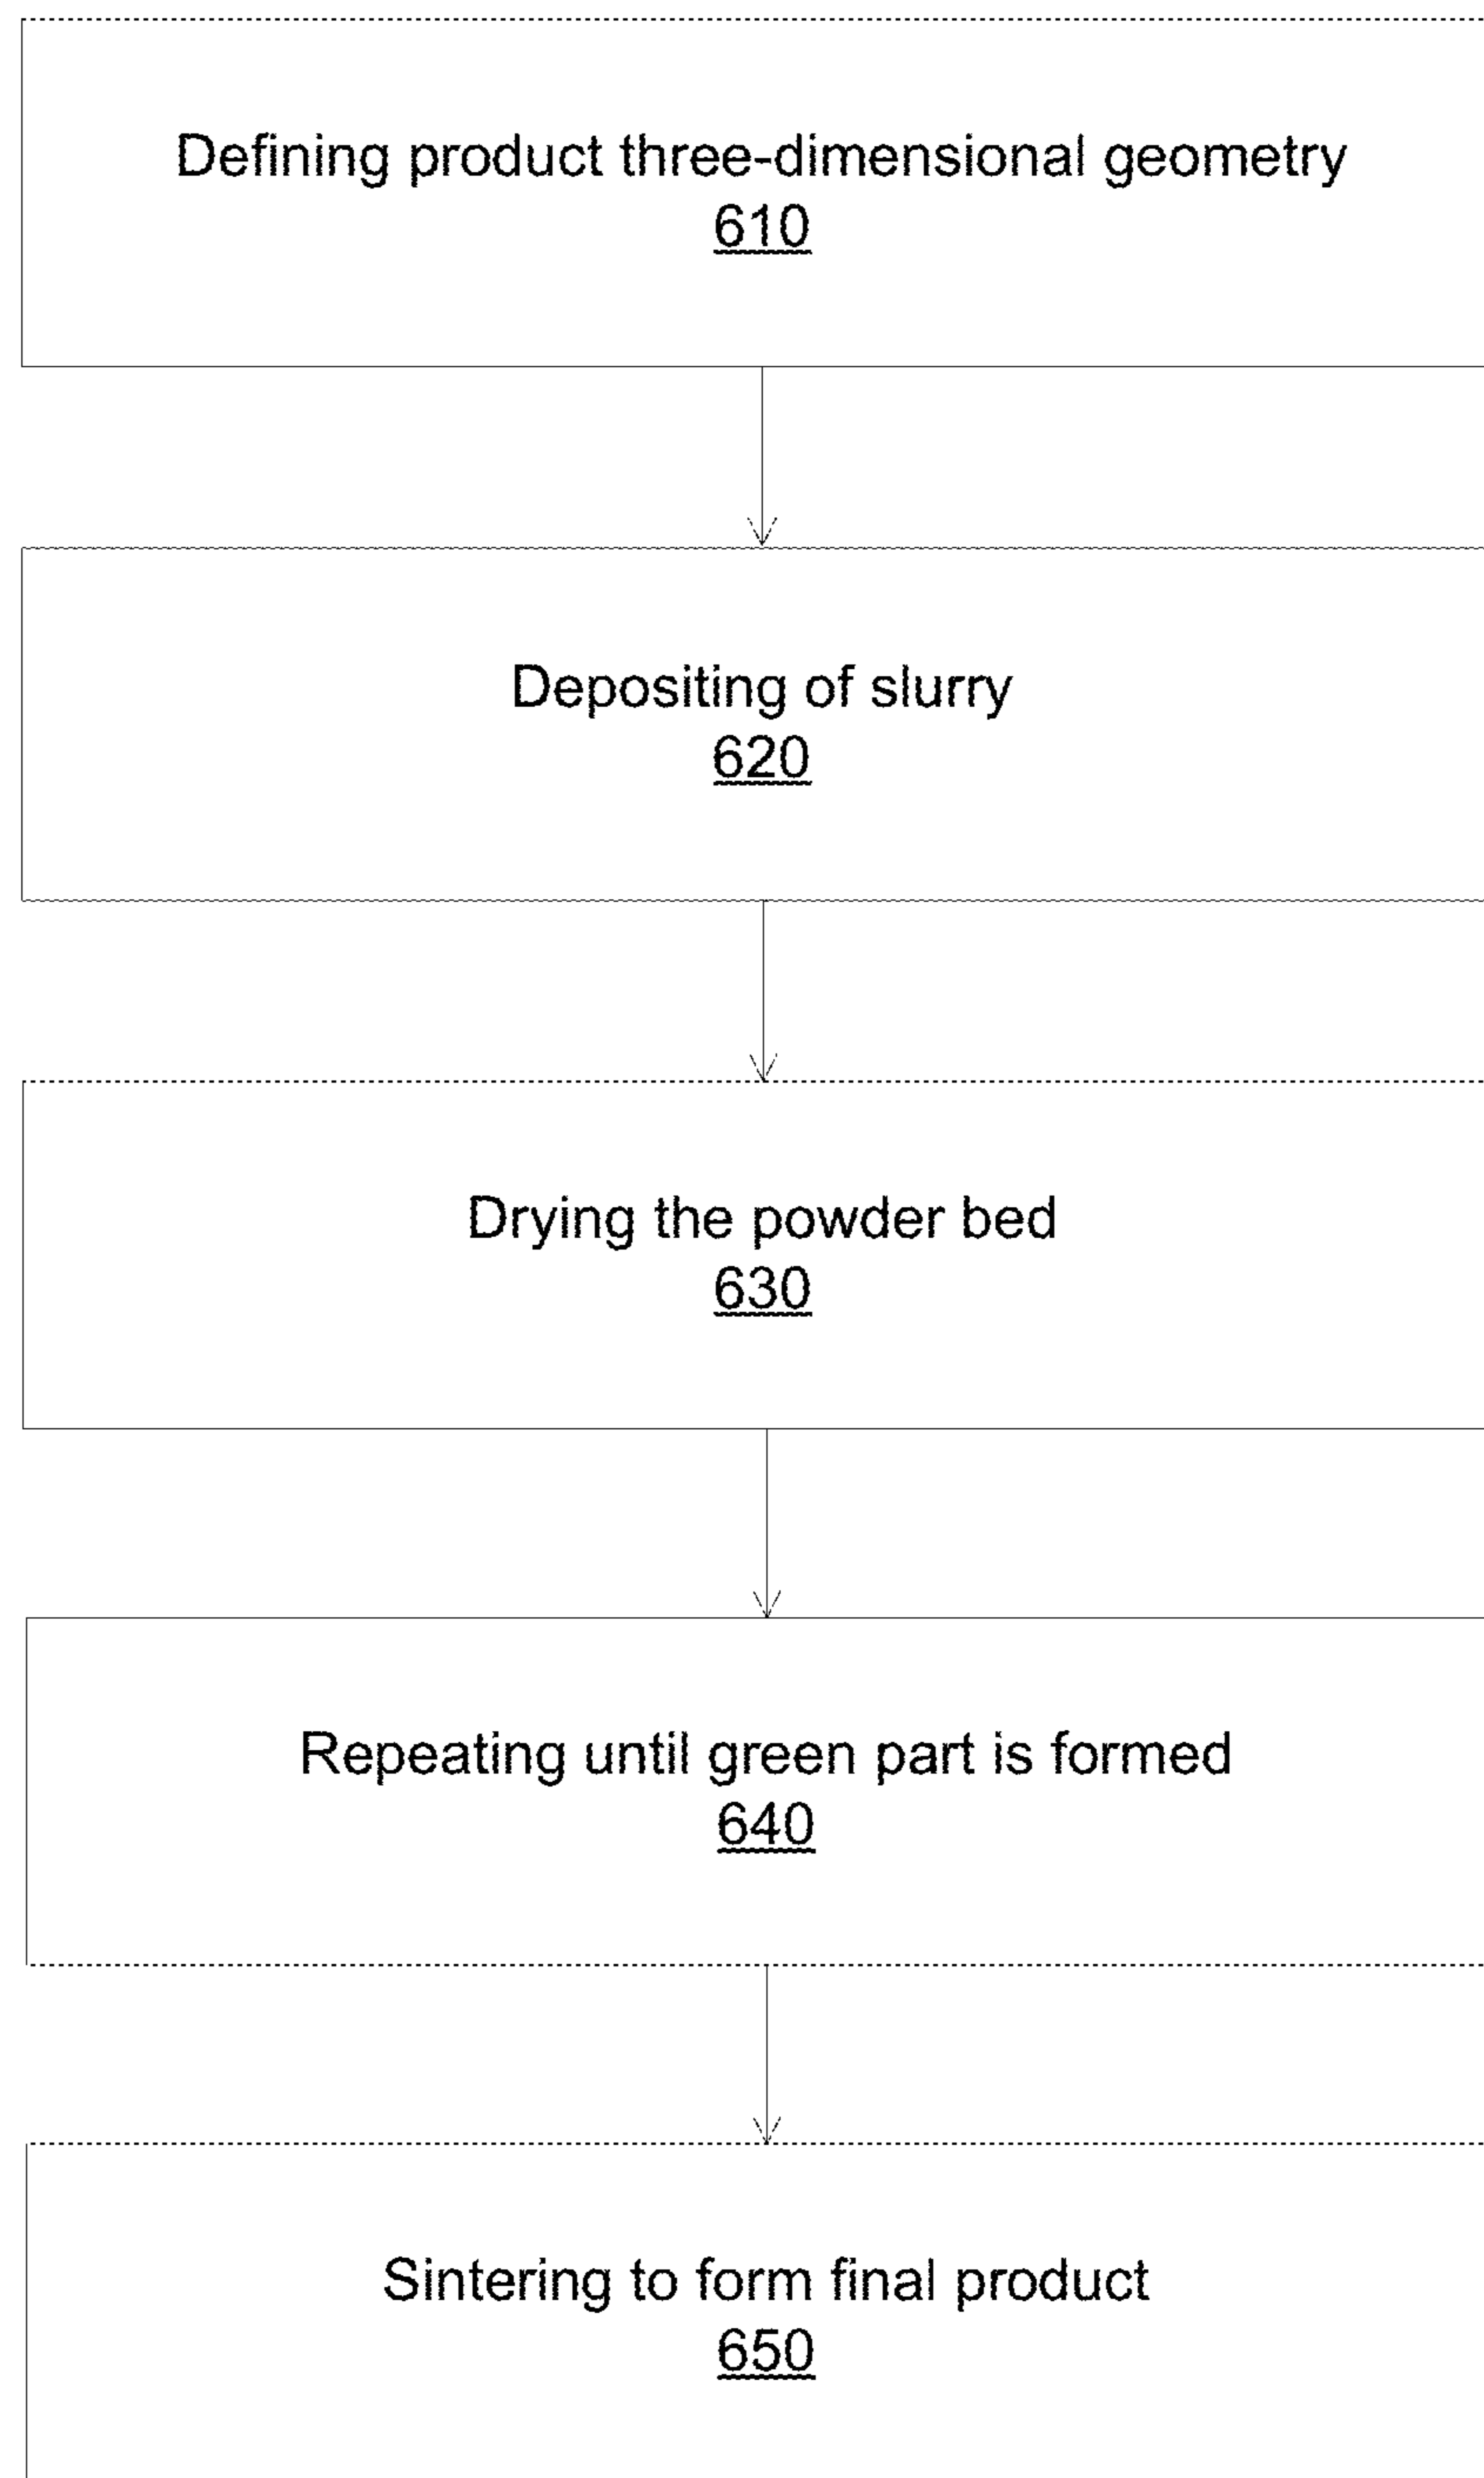 Defining product three-dimensional geometry
610
Depositing of slurry
620
Drying the powder bed
630
Repeating until green part is formed
640
Sintering to form final product
650